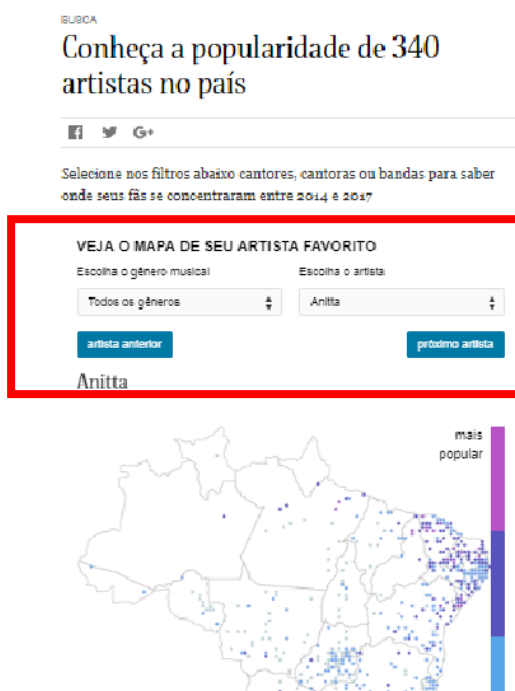 BUSCA
Conheça a popularidade de 340
artistas no país
G+
Selecione nos filtros abaixo cantores, cantoras ou bandas para saber
onde seus fãs se concentraram entre 2014 e 2017
VEJA O MAPA DE SEU ARTISTA FAVORITO
Escolha o gênero musical Escolha o artista
Todos os gêneros Anitta
artista anterior próximo artista
Anitta
mais
popular